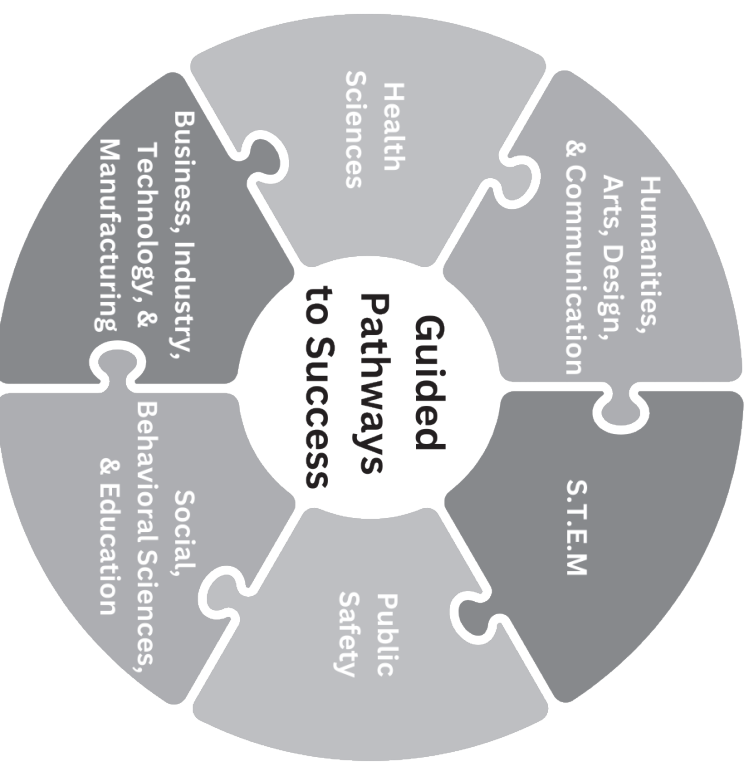 Guided
Pathways
to Success
Humanities,
Arts, Design,
& Communication
S.T.E.M
Public
Safety
Social,
Behavioral Sciences,
& Education
Business, Industry,
Technology, &
Manufacturing
Health
Sciences